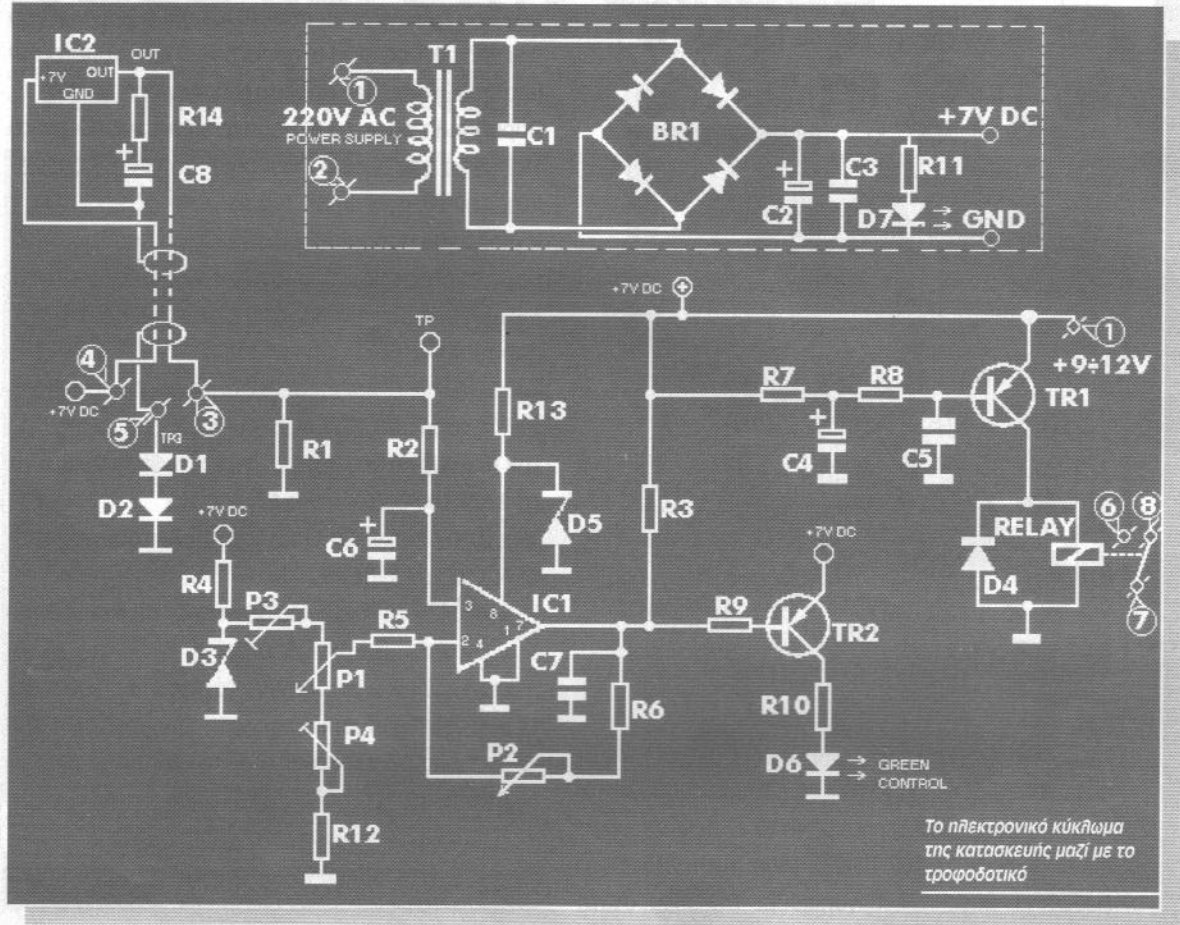 IC2
OUT
+7V
OUT
GND
R14
+
C8
T1
1
220V AC
POWER SUPPLY
2
C1
BR1
+7V DC
+
C2
C3
R11
D7
GND
+7V DC
+
TP
1
+9÷12V
4
+7V DC
5
3
D1
D2
R1
R2
R13
R7
R8
TR1
+
C4
C5
+
C6
D5
R3
+7V DC
RELAY
6
8
D4
7
+7V DC
R4
P3
D3
P1
R5
3
8
IC1
2
4
1
7
R9
TR2
C7
R6
R10
P4
P2
D6
GREEN
CONTROL
R12
Το ηλεκτρονικό κύκλωμα
της κατασκευής μαζί με το
τροφοδοτικό